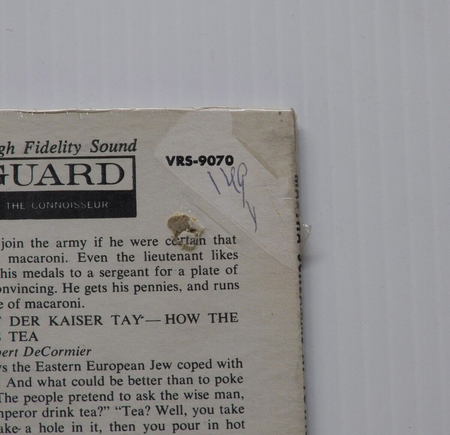 gh Fidelity Sound
GUARD
VRS-9070
THE CONNOISSEUR
join the army if he were certain that
macaroni. Even the lieutenant likes
his medals to a sergeant for a plate of
onvincing. He gets his pennies, and runs
e of macaroni.
DER KAISER TAY — HOW THE
TEA
bert DeCormier
s the Eastern European Jew coped with
And what could be better than to poke
The people pretend to ask the wise man,
mperor drink tea?" "Tea? Well, you take
ake a hole in it, then you pour in hot